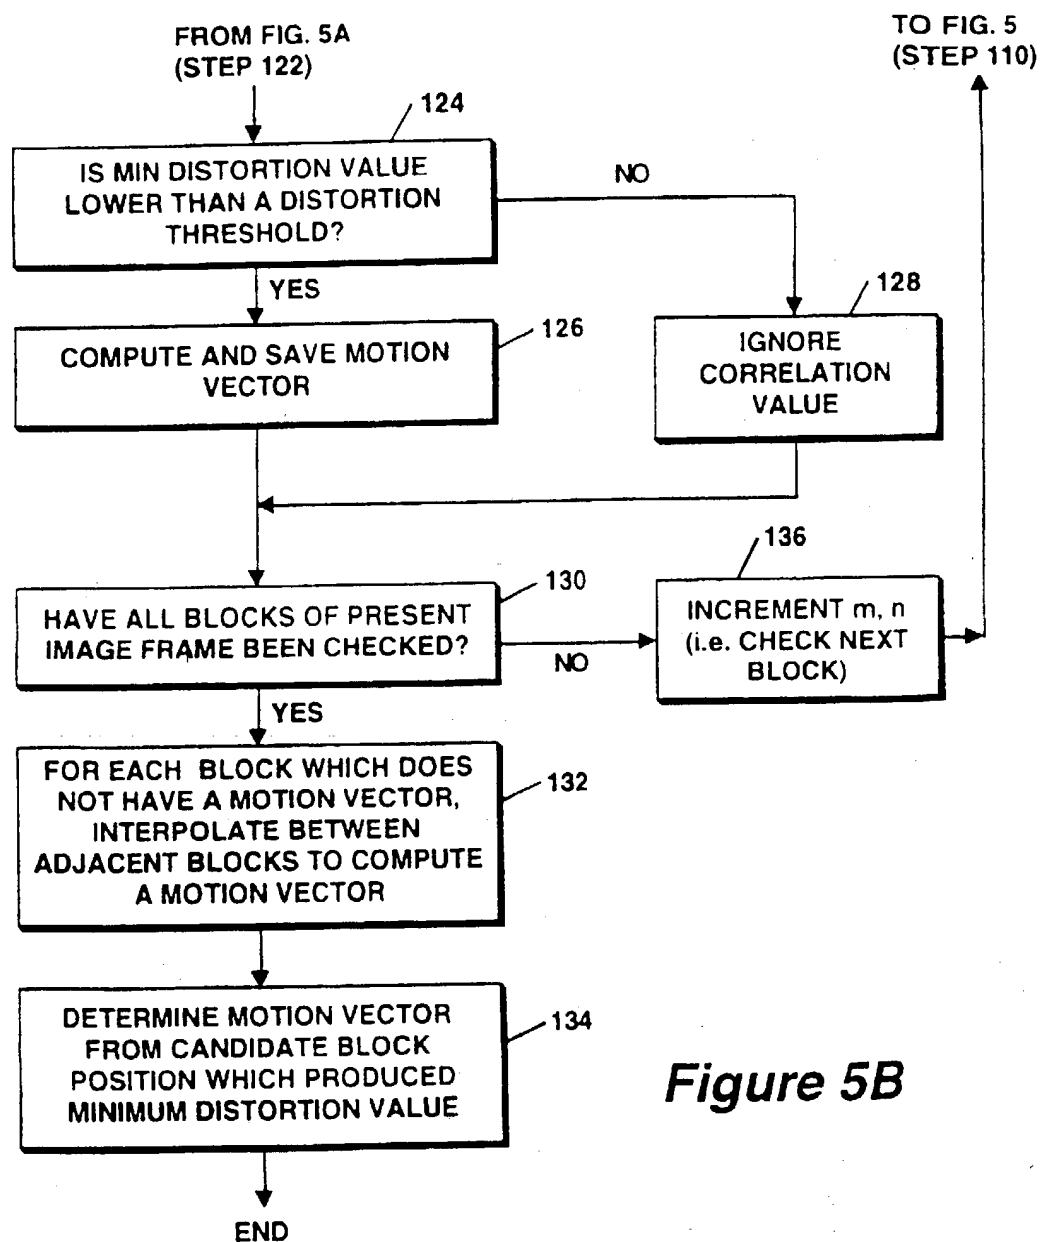 FROM FIG. 5A
(STEP 122)
TO FIG. 5
(STEP 110)
124
IS MIN DISTORTION VALUE
LOWER THAN A DISTORTION
THRESHOLD?
NO
YES
126
COMPUTE AND SAVE MOTION
VECTOR
128
IGNORE
CORRELATION
VALUE
130
HAVE ALL BLOCKS OF PRESENT
IMAGE FRAME BEEN CHECKED?
NO
136
INCREMENT m, n
(i.e. CHECK NEXT
BLOCK)
YES
132
FOR EACH BLOCK WHICH DOES
NOT HAVE A MOTION VECTOR,
INTERPOLATE BETWEEN
ADJACENT BLOCKS TO COMPUTE
A MOTION VECTOR
134
DETERMINE MOTION VECTOR
FROM CANDIDATE BLOCK
POSITION WHICH PRODUCED
MINIMUM DISTORTION VALUE
END
Figure 5B